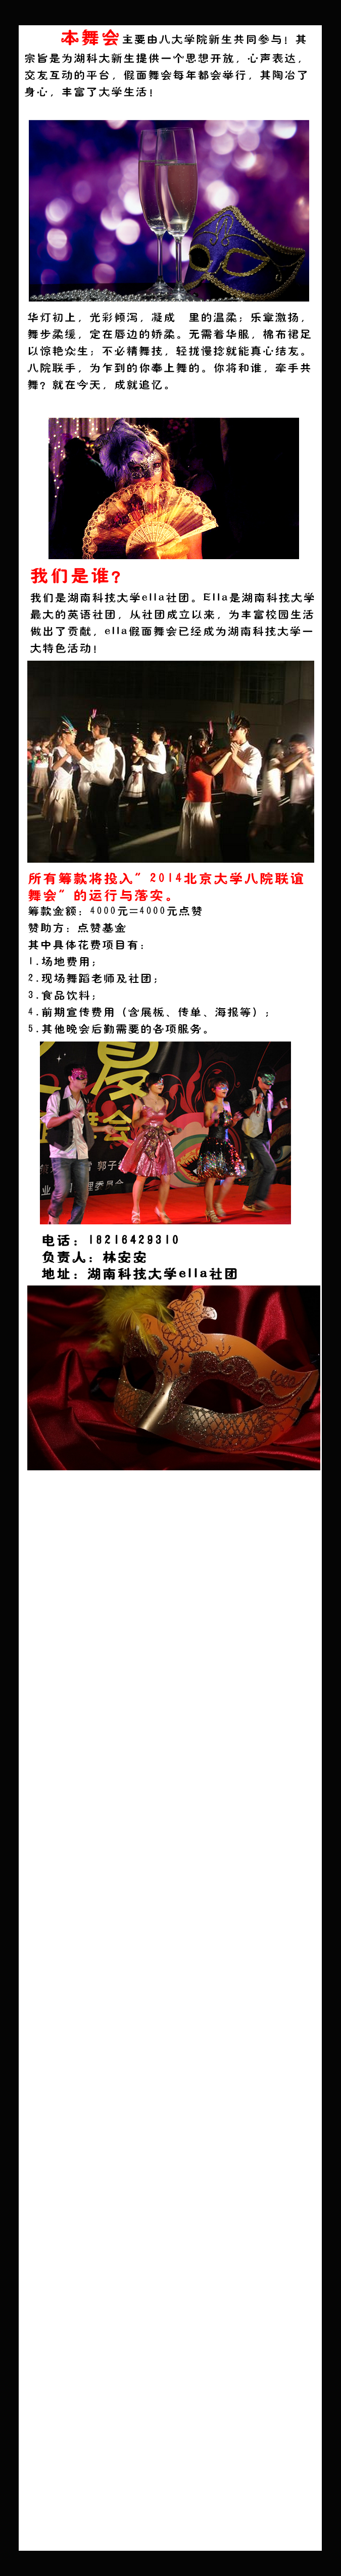 本舞会主要由八大学院新生共同参与！其
宗旨是为湖科大新生提供一个思想开放，心声表达，
交友互动的平台，假面舞会每年都会举行，其陶冶了
身心，丰富了大学生活！
华灯初上，光彩倾泻，凝成 里的温柔；乐章激扬，
舞步柔缓，定在唇边的娇柔。无需着华服，棉布裙足
以惊艳众生；不必精舞技，轻拢慢捻就能真心结友。
八院联手，为乍到的你奉上舞的。你将和谁，牵手共
舞？就在今天，成就追忆。
我们是谁？
我们是湖南科技大学ella社团。Ella是湖南科技大学
最大的英语社团，从社团成立以来，为丰富校园生活
做出了贡献，ella假面舞会已经成为湖南科技大学一
大特色活动！
所有筹款将投入”2014北京大学八院联谊
舞会”的运行与落实。
筹款金额：4000元=4000元点赞
赞助方：点赞基金
其中具体花费项目有：
1.场地费用；
2.现场舞蹈老师及社团；
3.食品饮料；
4.前期宣传费用（含展板、传单、海报等）；
5.其他晚会后勤需要的各项服务。
夏
舞会
郭子
业 理委员会
电话：18216429310
负责人：林安安
地址：湖南科技大学ella社团